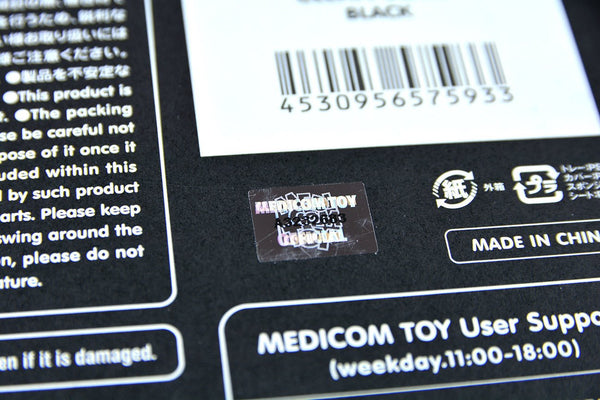 BLACK
4530956575933
●製品を不安定な
●This product is
●The packing
se be careful not
pose of it once it
uded within this
d by such product
arts. Please keep
swing around the
n, please do not
ature.
en if it is damaged.
MEDICOM TOY
OFFICIAL
紙
外箱
プラ
MADE IN CHIN
MEDICOM TOY User Suppo
(weekday.11:00-18:00)